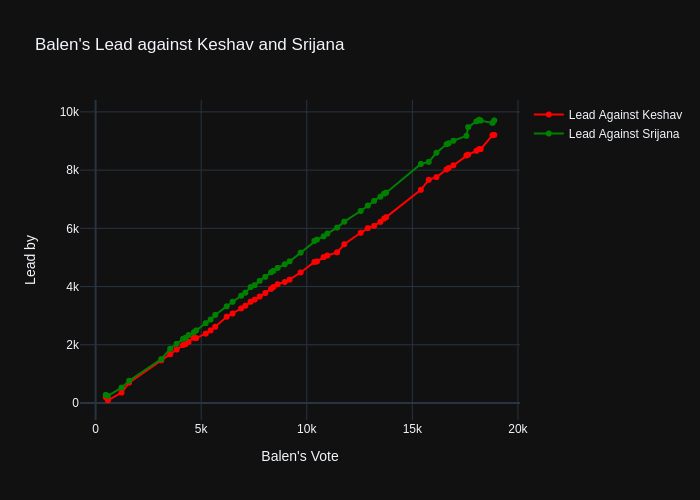 Balen's Lead against Keshav and Srijana
Lead Against Keshav
Lead Against Srijana
Lead by
10k
8k
6k
4k
2k
0
0
5k
10k
15k
20k
Balen's Vote